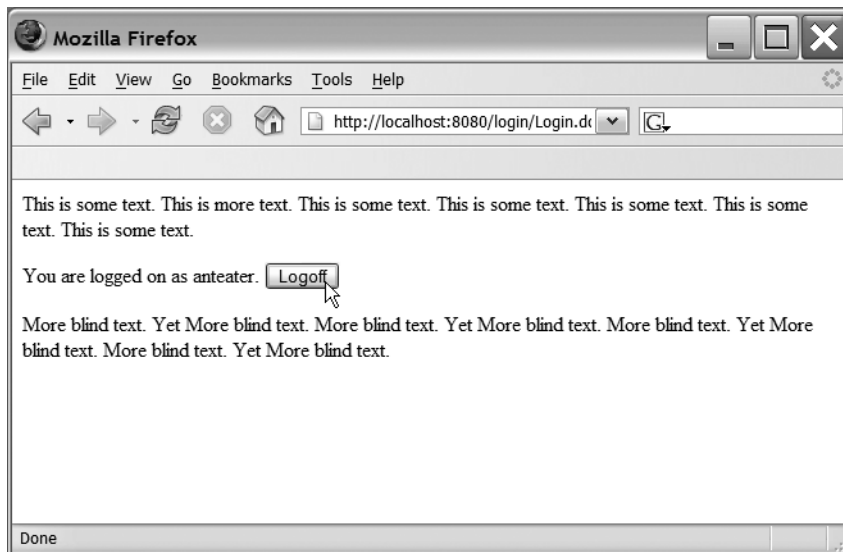 Mozilla Firefox
File Edit View Go Bookmarks Tools Help
http://localhost:8080/login/Login.do
G
This is some text. This is more text. This is some text. This is some text. This is some text. This is some
text. This is some text.
You are logged on as anteater. Logoff
More blind text. Yet More blind text. More blind text. Yet More blind text. More blind text. Yet More
blind text. More blind text. Yet More blind text.
Done